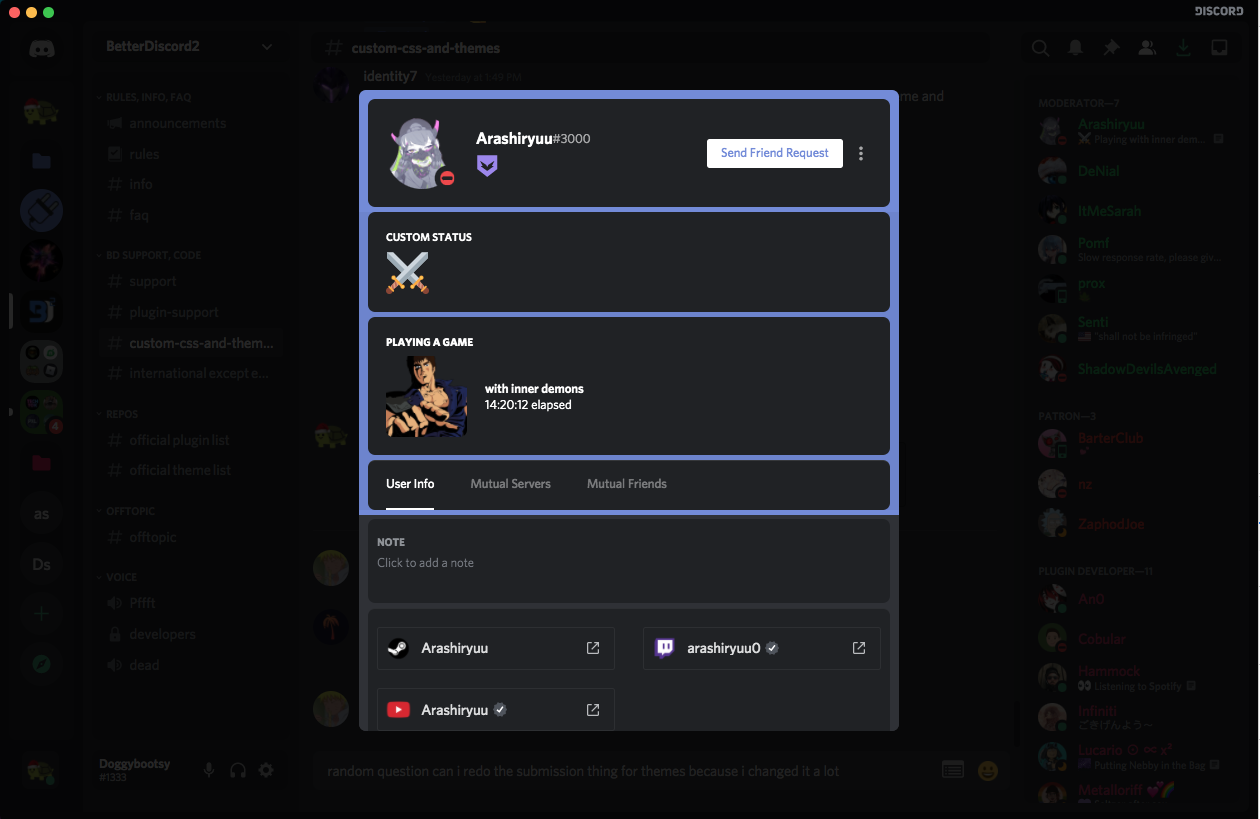 DISCORD
BetterDiscord2
RULES, INFO, FAQ
announcements
rules
info
faq
BD SUPPORT, CODE
support
plugin-support
custom-css-and-them...
international except e...
REPOS
official plugin list
official theme list
OFFTOPIC
offtopic
VOICE
Pffft
developers
dead
Doggybootsy
#1333
as
Ds
4
custom-css-and-themes
identity7 Yesterday at 1:49 PM
me and
Arashiryuu#3000
Send Friend Request
CUSTOM STATUS
PLAYING A GAME
with inner demons
14:20:12 elapsed
User Info
Mutual Servers
Mutual Friends
NOTE
Click to add a note
Arashiryuu
arashiryuu0
Arashiryuu
random question can i redo the submission thing for themes because i changed it a lot
MODERATOR—7
Arashiryuu
Playing with inner dem...
DeNial
ItMeSarah
Pomf
Slow response rate, please giv...
prox
Senti
"shall not be infringed"
ShadowDevilsAvenged
PATRON—3
BarterClub
nz
ZaphodJoe
PLUGIN DEVELOPER—11
An0
Cobular
Hammock
Listening to Spotify
Infiniti
ごきげんよう～
Putting Nebby in the Bag
Metalloriff